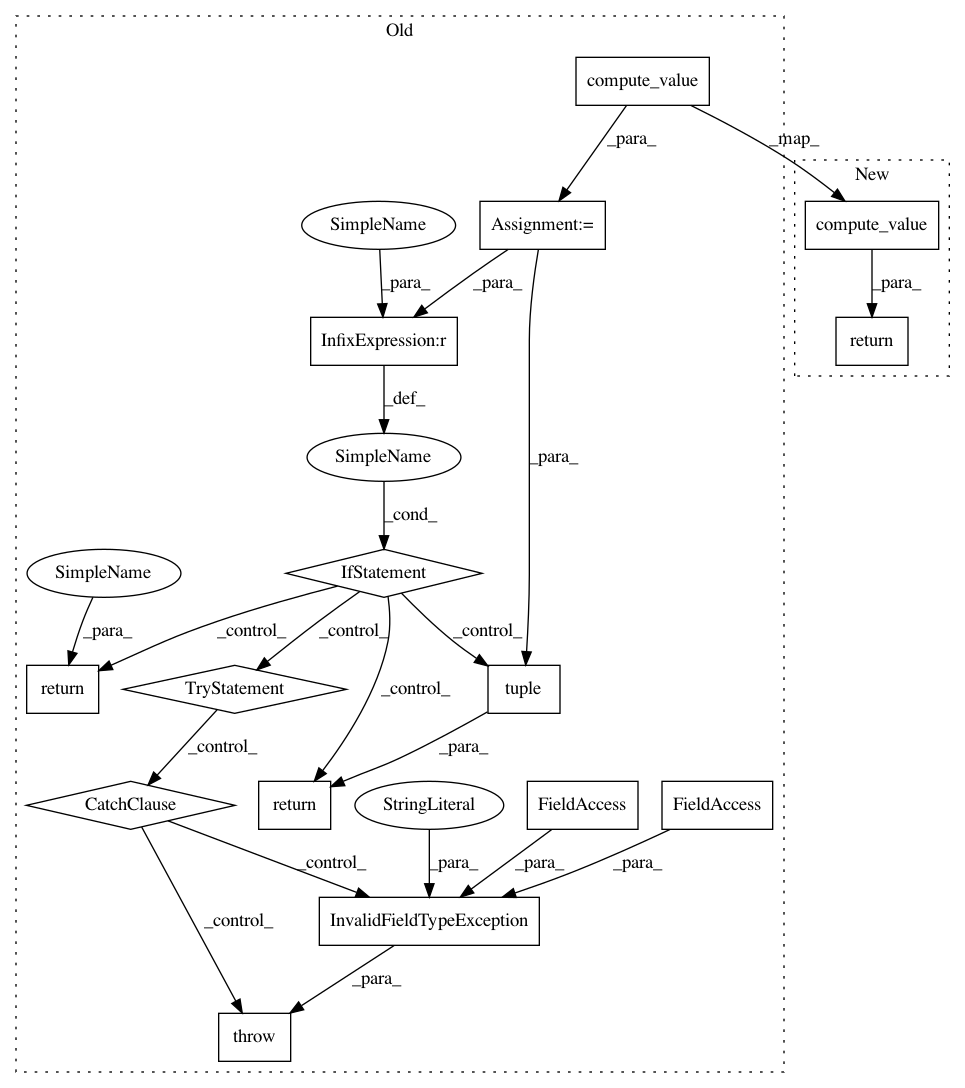 Old
compute_value
_para_
_map_
New
SimpleName
Assignment:=
compute_value
_para_
_para_
_para_
InfixExpression:r
return
_def_
SimpleName
_para_
_cond_
SimpleName
IfStatement
_para_
_control_
_control_
_control_
return
TryStatement
_control_
tuple
_control_
_para_
CatchClause
return
StringLiteral
FieldAccess
FieldAccess
_control_
_para_
_para_
_para_
_control_
InvalidFieldTypeException
_para_
throw